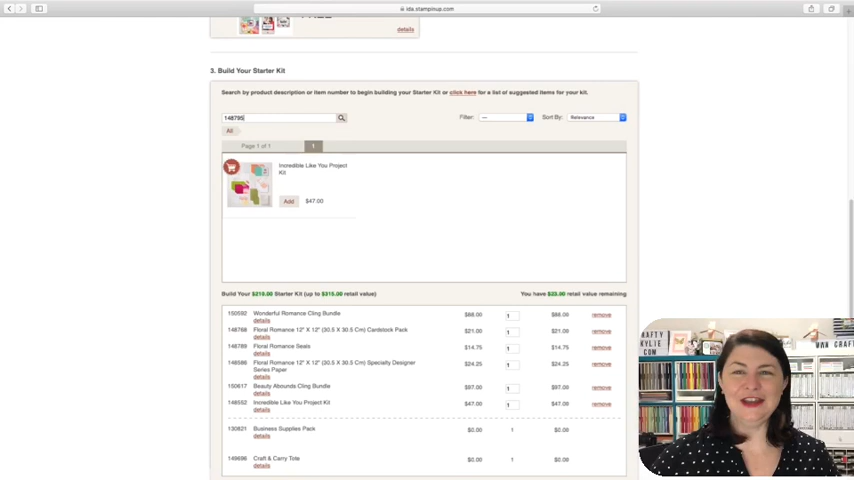 ida.stampinup.com
FREE
details
3. Build Your Starter Kit
Search by product description or item number to begin building your Starter Kit or click here for a list of suggested items for your kit.
148795
Filter: ---
Sort By: Relevance
All
Page 1 of 1
1
Incredible Like You Project
Kit
Add $47.00
Build Your $210.00 Starter Kit (up to $315.00 retail value)
You have $23.00 retail value remaining
150592 Wonderful Romance Cling Bundle $88.00 1 $88.00 remove
details
148768 Floral Romance 12" X 12" (30.5 X 30.5 Cm) Cardstock Pack $21.00 1 $21.00 remove
details
148789 Floral Romance Seals $14.75 1 $14.75 remove
details
148586 Floral Romance 12" X 12" (30.5 X 30.5 Cm) Specialty Designer $24.25 1 $24.25 remove
Series Paper
details
150617 Beauty Abounds Cling Bundle $97.00 1 $97.00 remove
details
148552 Incredible Like You Project Kit $47.00 1 $47.00 remove
details
130821 Business Supplies Pack $0.00 1 $0.00
details
149696 Craft & Carry Tote $0.00 1 $0.00
details
CRAFTY
KYLIE
.COM
OWN CRAFT